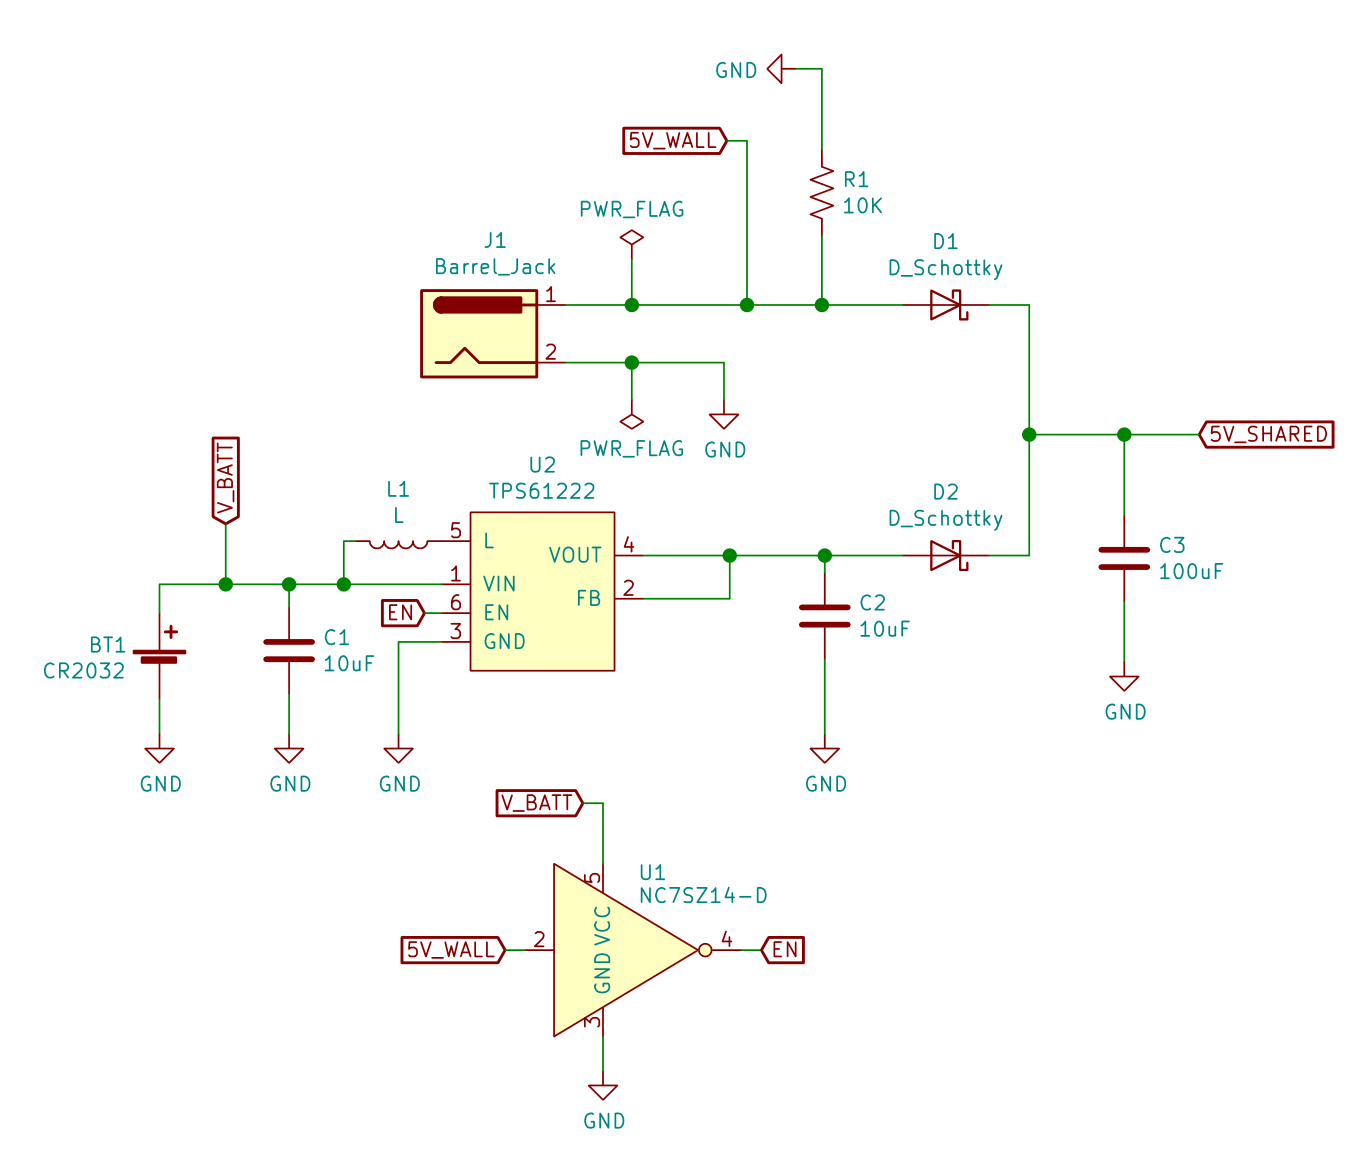 GND
5V_WALL
R1
10K
PWR_FLAG
J1
Barrel_Jack
1
2
D1
D_Schottky
PWR_FLAG
GND
5V_SHARED
V_BATT
U2
TPS61222
L1
L
5
L
VOUT
4
1
VIN
FB
2
EN
6
EN
3
GND
D2
D_Schottky
C2
10uF
C3
100uF
GND
BT1
CR2032
+
C1
10uF
GND
GND
GND
GND
V_BATT
U1
NC7SZ14-D
5
VCC
5V_WALL
2
4
EN
GND
3
GND